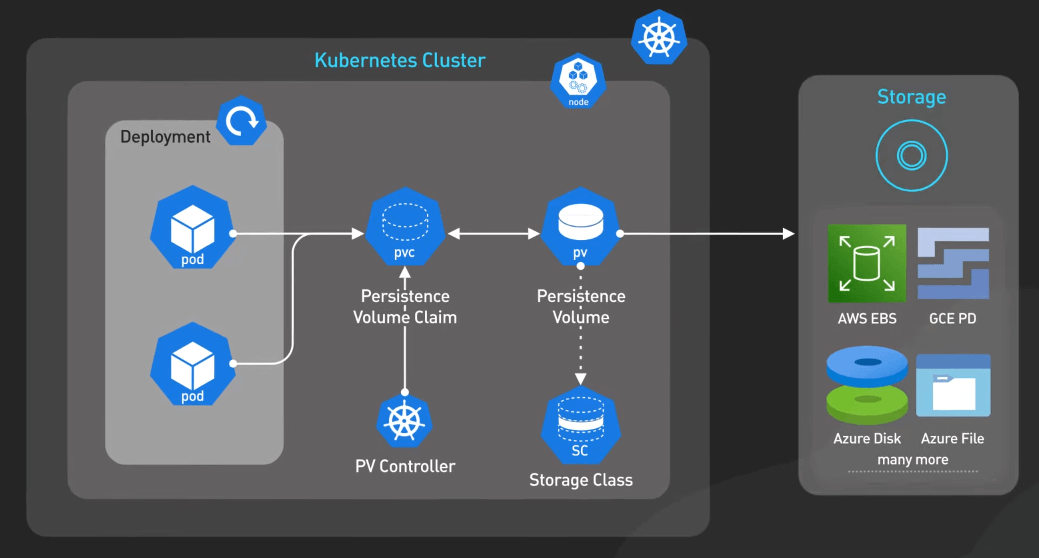 Kubernetes Cluster
node
Deployment
pod
pod
pvc
Persistence
Volume Claim
PV Controller
pv
Persistence
Volume
SC
Storage Class
Storage
AWS EBS
GCE PD
Azure Disk
Azure File
many more